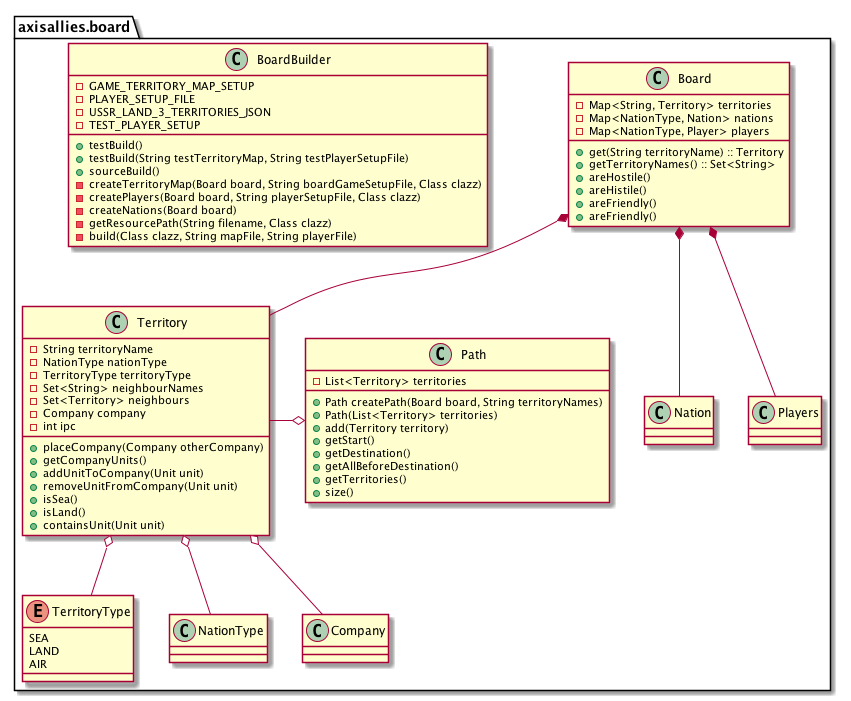 axisallies.board
C BoardBuilder
GAME_TERRITORY_MAP_SETUP
PLAYER_SETUP_FILE
USSR_LAND_3_TERRITORIES_JSON
TEST_PLAYER_SETUP
testBuild()
testBuild(String testTerritoryMap, String testPlayerSetupFile)
sourceBuild()
createTerritoryMap(Board board, String boardGameSetupFile, Class clazz)
createPlayers(Board board, String playerSetupFile, Class clazz)
createNations(Board board)
getResourcePath(String filename, Class clazz)
build(Class clazz, String mapFile, String playerFile)
C Board
Map<String, Territory> territories
Map<NationType, Nation> nations
Map<NationType, Player> players
get(String territoryName) :: Territory
getTerritoryNames() :: Set<String>
areHostile()
areHistile()
areFriendly()
areFriendly()
C Territory
String territoryName
NationType nationType
TerritoryType territoryType
Set<String> neighbourNames
Set<Territory> neighbours
Company company
int ipc
placeCompany(Company otherCompany)
getCompanyUnits()
addUnitToCompany(Unit unit)
removeUnitFromCompany(Unit unit)
isSea()
isLand()
containsUnit(Unit unit)
C Path
List<Territory> territories
Path createPath(Board board, String territoryNames)
Path(List<Territory> territories)
add(Territory territory)
getStart()
getDestination()
getAllBeforeDestination()
getTerritories()
size()
C Nation
C Players
E TerritoryType
SEA
LAND
AIR
C NationType
C Company